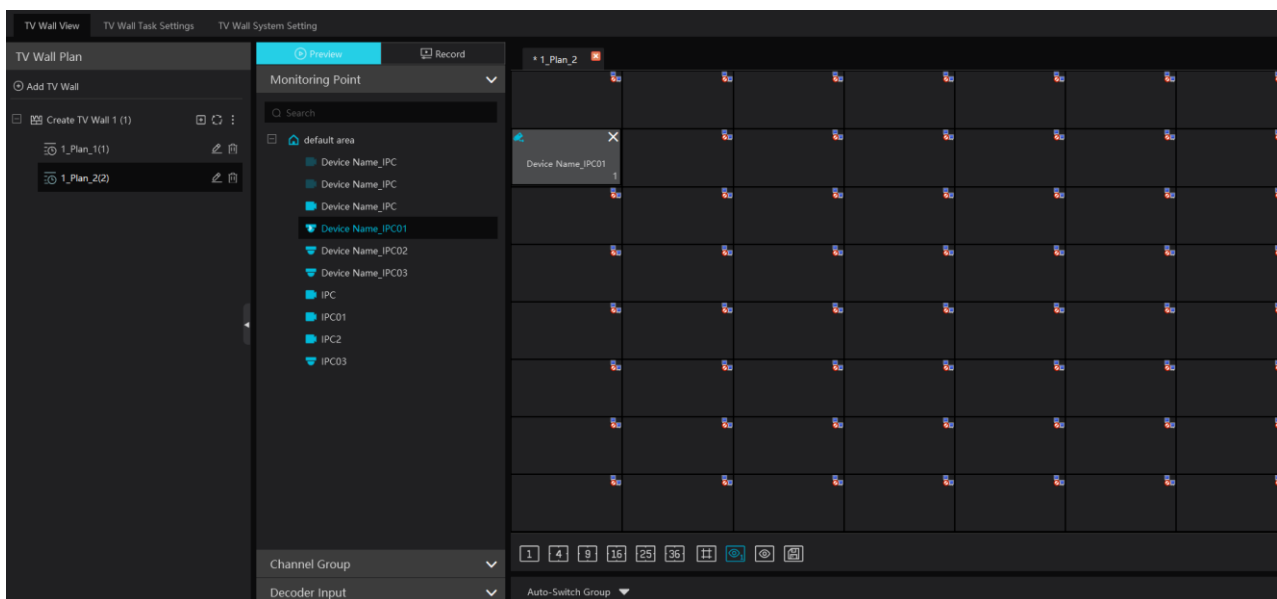 TV Wall View TV Wall Task Settings TV Wall System Setting
TV Wall Plan
Add TV Wall
Create TV Wall 1 (1)
1_Plan_1(1)
1_Plan_2(2)
Preview Record
Monitoring Point
Search
default area
Device Name_IPC
Device Name_IPC
Device Name_IPC
Device Name_IPC01
Device Name_IPC02
Device Name_IPC03
IPC
IPC01
IPC2
IPC03
Channel Group
Decoder Input
* 1_Plan_2
Device Name_IPC01
1
1 4 9 16 25 36
Auto-Switch Group